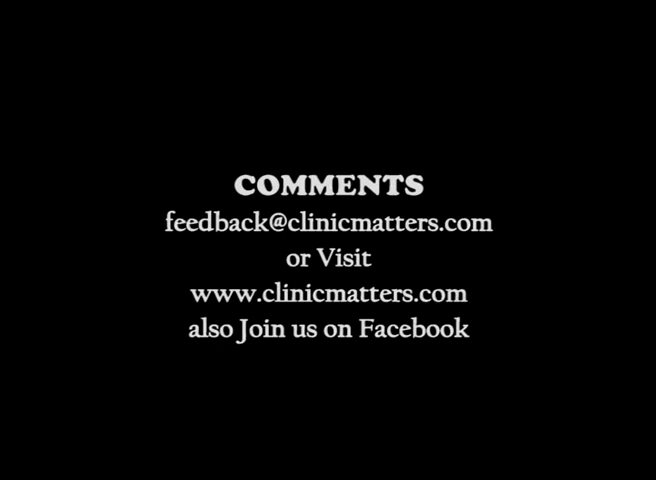 COMMENTS
feedback@clinicmatters.com
or Visit
www.clinicmatters.com
also Join us on Facebook